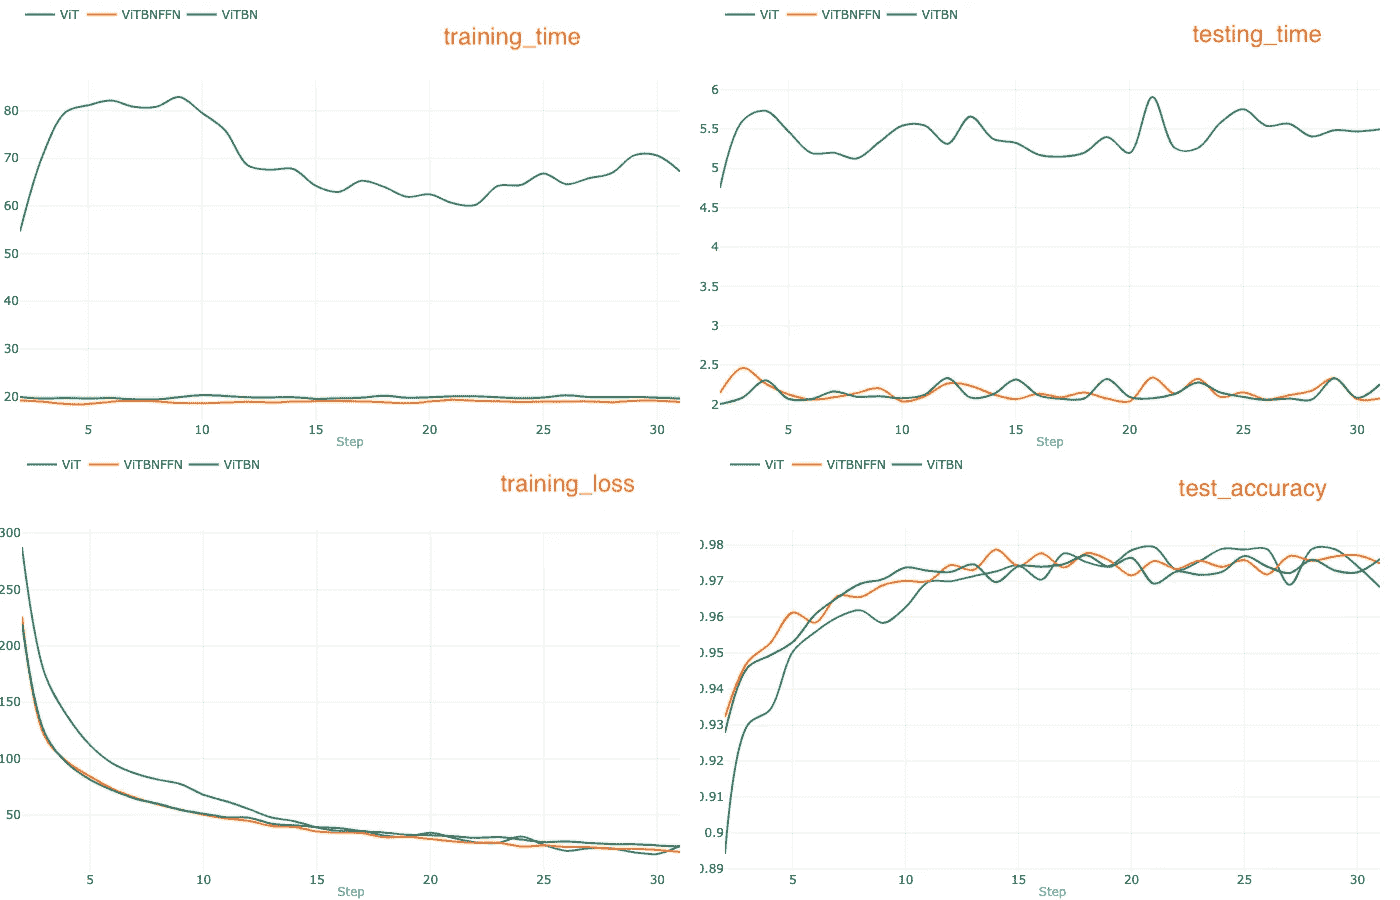 ViT ViTBNFFN ViTBN
training_time
80
70
60
50
40
30
20
5 10 15 20 25 30
Step
ViT ViTBNFFN ViTBN
testing_time
6
5.5
5
4.5
4
3.5
3
2.5
2
5 10 15 20 25 30
Step
ViT ViTBNFFN ViTBN
training_loss
300
250
200
150
100
50
5 10 15 20 25 30
Step
ViT ViTBNFFN ViTBN
test_accuracy
0.98
0.97
0.96
0.95
0.94
0.93
0.92
0.91
0.9
0.89
5 10 15 20 25 30
Step